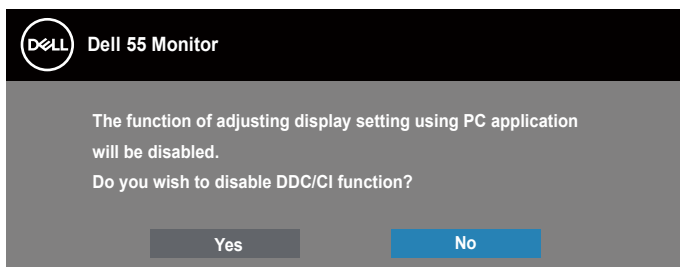 DELL Dell 55 Monitor
The function of adjusting display setting using PC application
will be disabled.
Do you wish to disable DDC/CI function?
Yes No